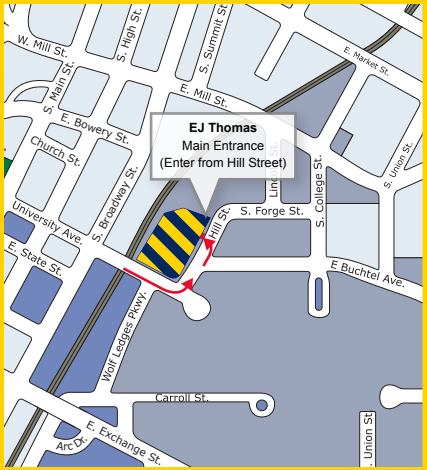 W. Mill St.
S. High St.
S. Summit St.
E. Market St.
S. Main St.
E. Mill St.
E. Bowery St.
EJ Thomas
Main Entrance
(Enter from Hill Street)
Church St.
S. Broadway St.
Lincoln St.
S. College St.
S. Union St.
University Ave.
Hill St.
S. Forge St.
E. State St.
E Buchtel Ave.
Wolf Ledges Pkwy.
Carroll St.
Arc Dr.
E. Exchange St.
Union St